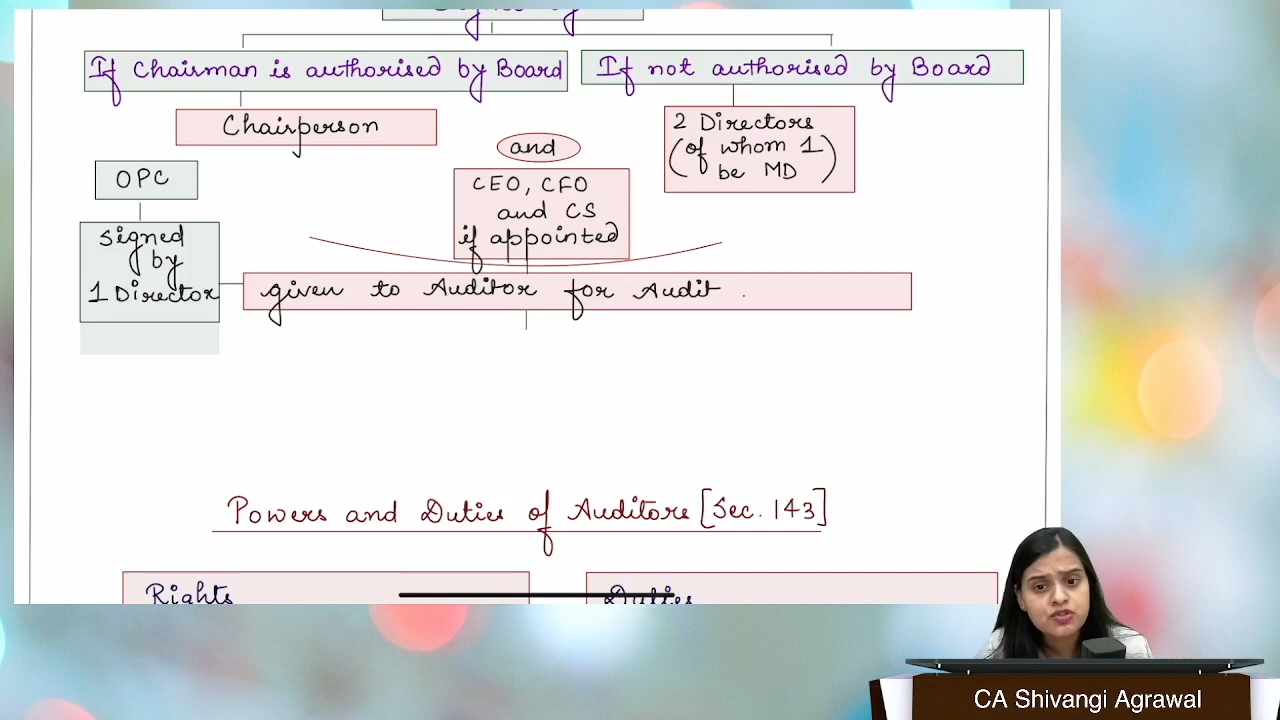 If Chairman is authorised by Board
If not authorised by Board
Chairperson
2 Directors
(of whom 1
be MD)
and
OPC
CEO, CFO
and CS
if appointed
signed
by
1 Director
given to Auditor for Audit .
Powers and Duties of Auditors [Sec. 143]
Rights
Duties
CA Shivangi Agrawal